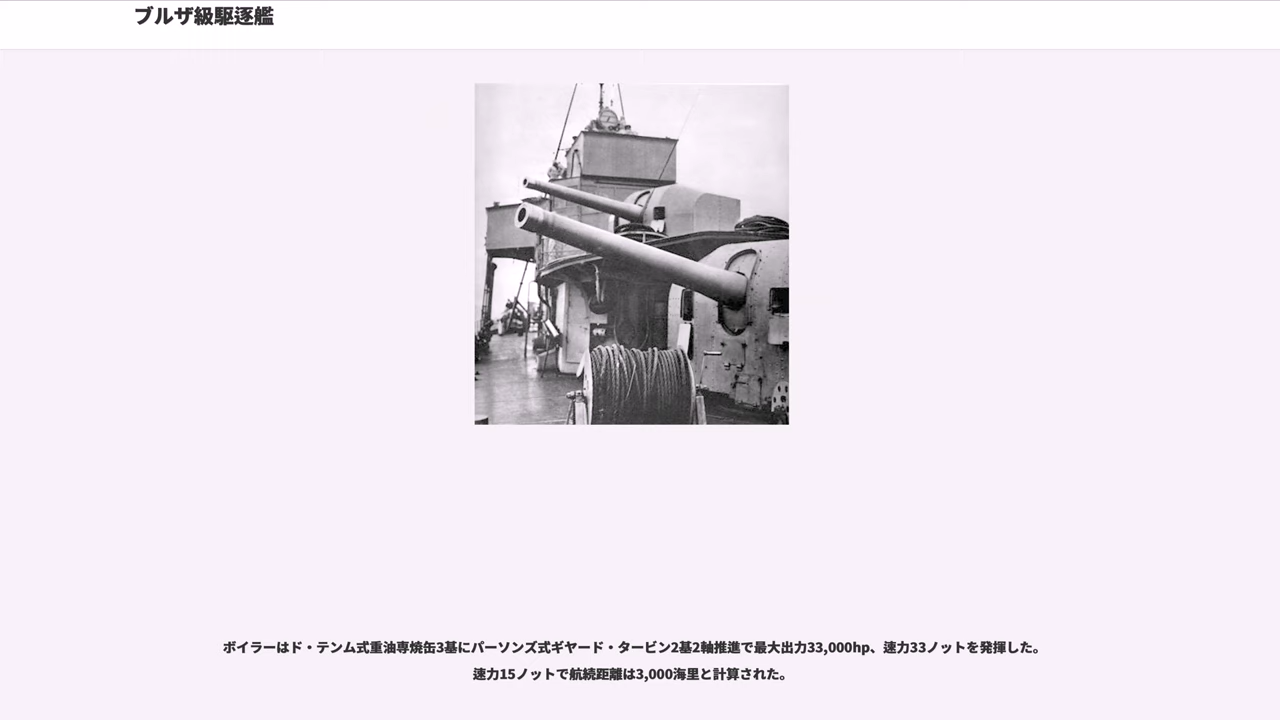 ブルザ級駆逐艦
ボイラーはド・テンム式重油専焼缶3基にパーソンズ式ギヤード・タービン2基2軸推進で最大出力33,000hp、速力33ノットを発揮した。
速力15ノットで航続距離は3,000海里と計算された。